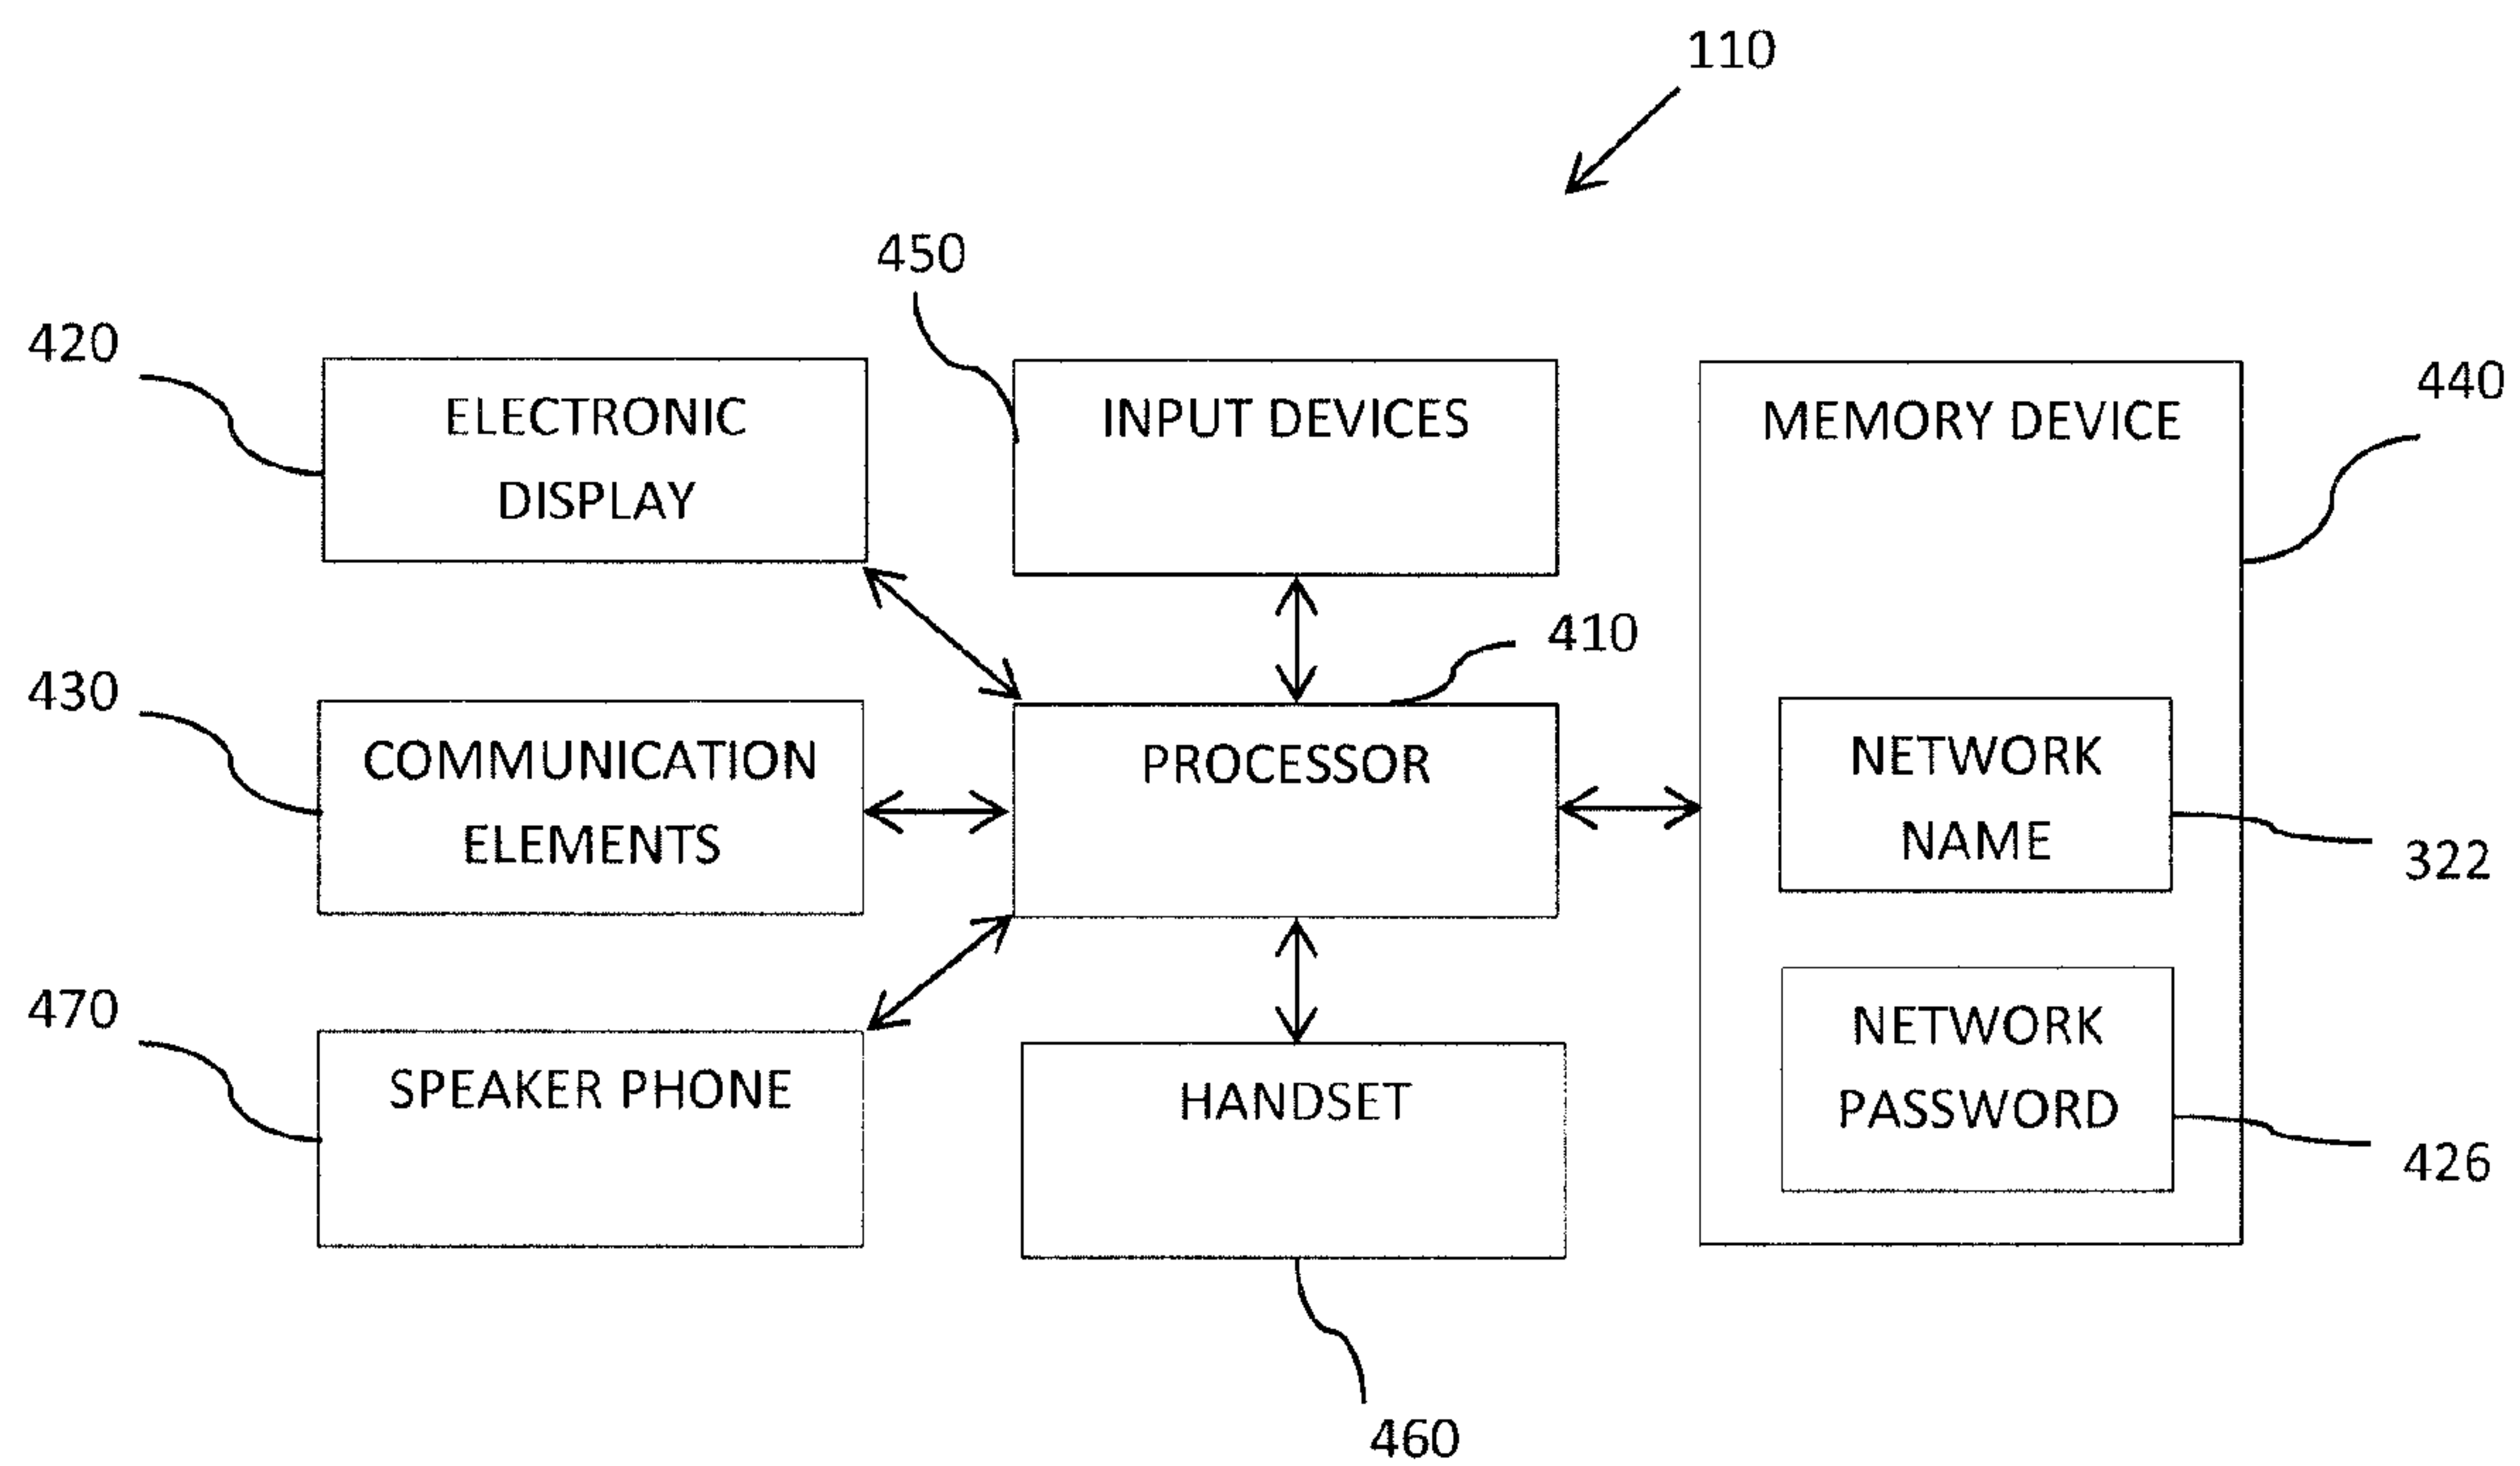 110
450
420
ELECTRONIC
DISPLAY
INPUT DEVICES
MEMORY DEVICE
440
410
430
COMMUNICATION
ELEMENTS
PROCESSOR
NETWORK
NAME
322
470
SPEAKER PHONE
HANDSET
NETWORK
PASSWORD
426
460